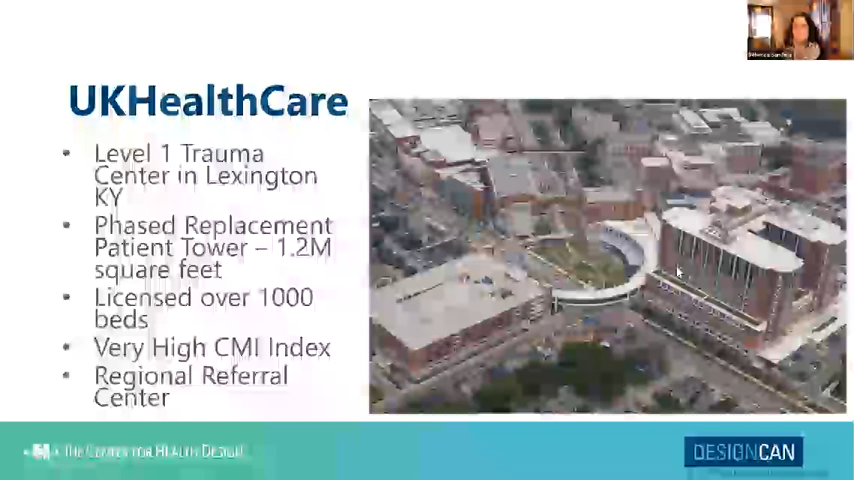 UKHealthCare
• Level 1 Trauma
Center in Lexington
KY
• Phased Replacement
Patient Tower – 1.2M
square feet
• Licensed over 1000
beds
• Very High CMI Index
• Regional Referral
Center
THE CENTER FOR HEALTH DESIGN
DESIGNCAN